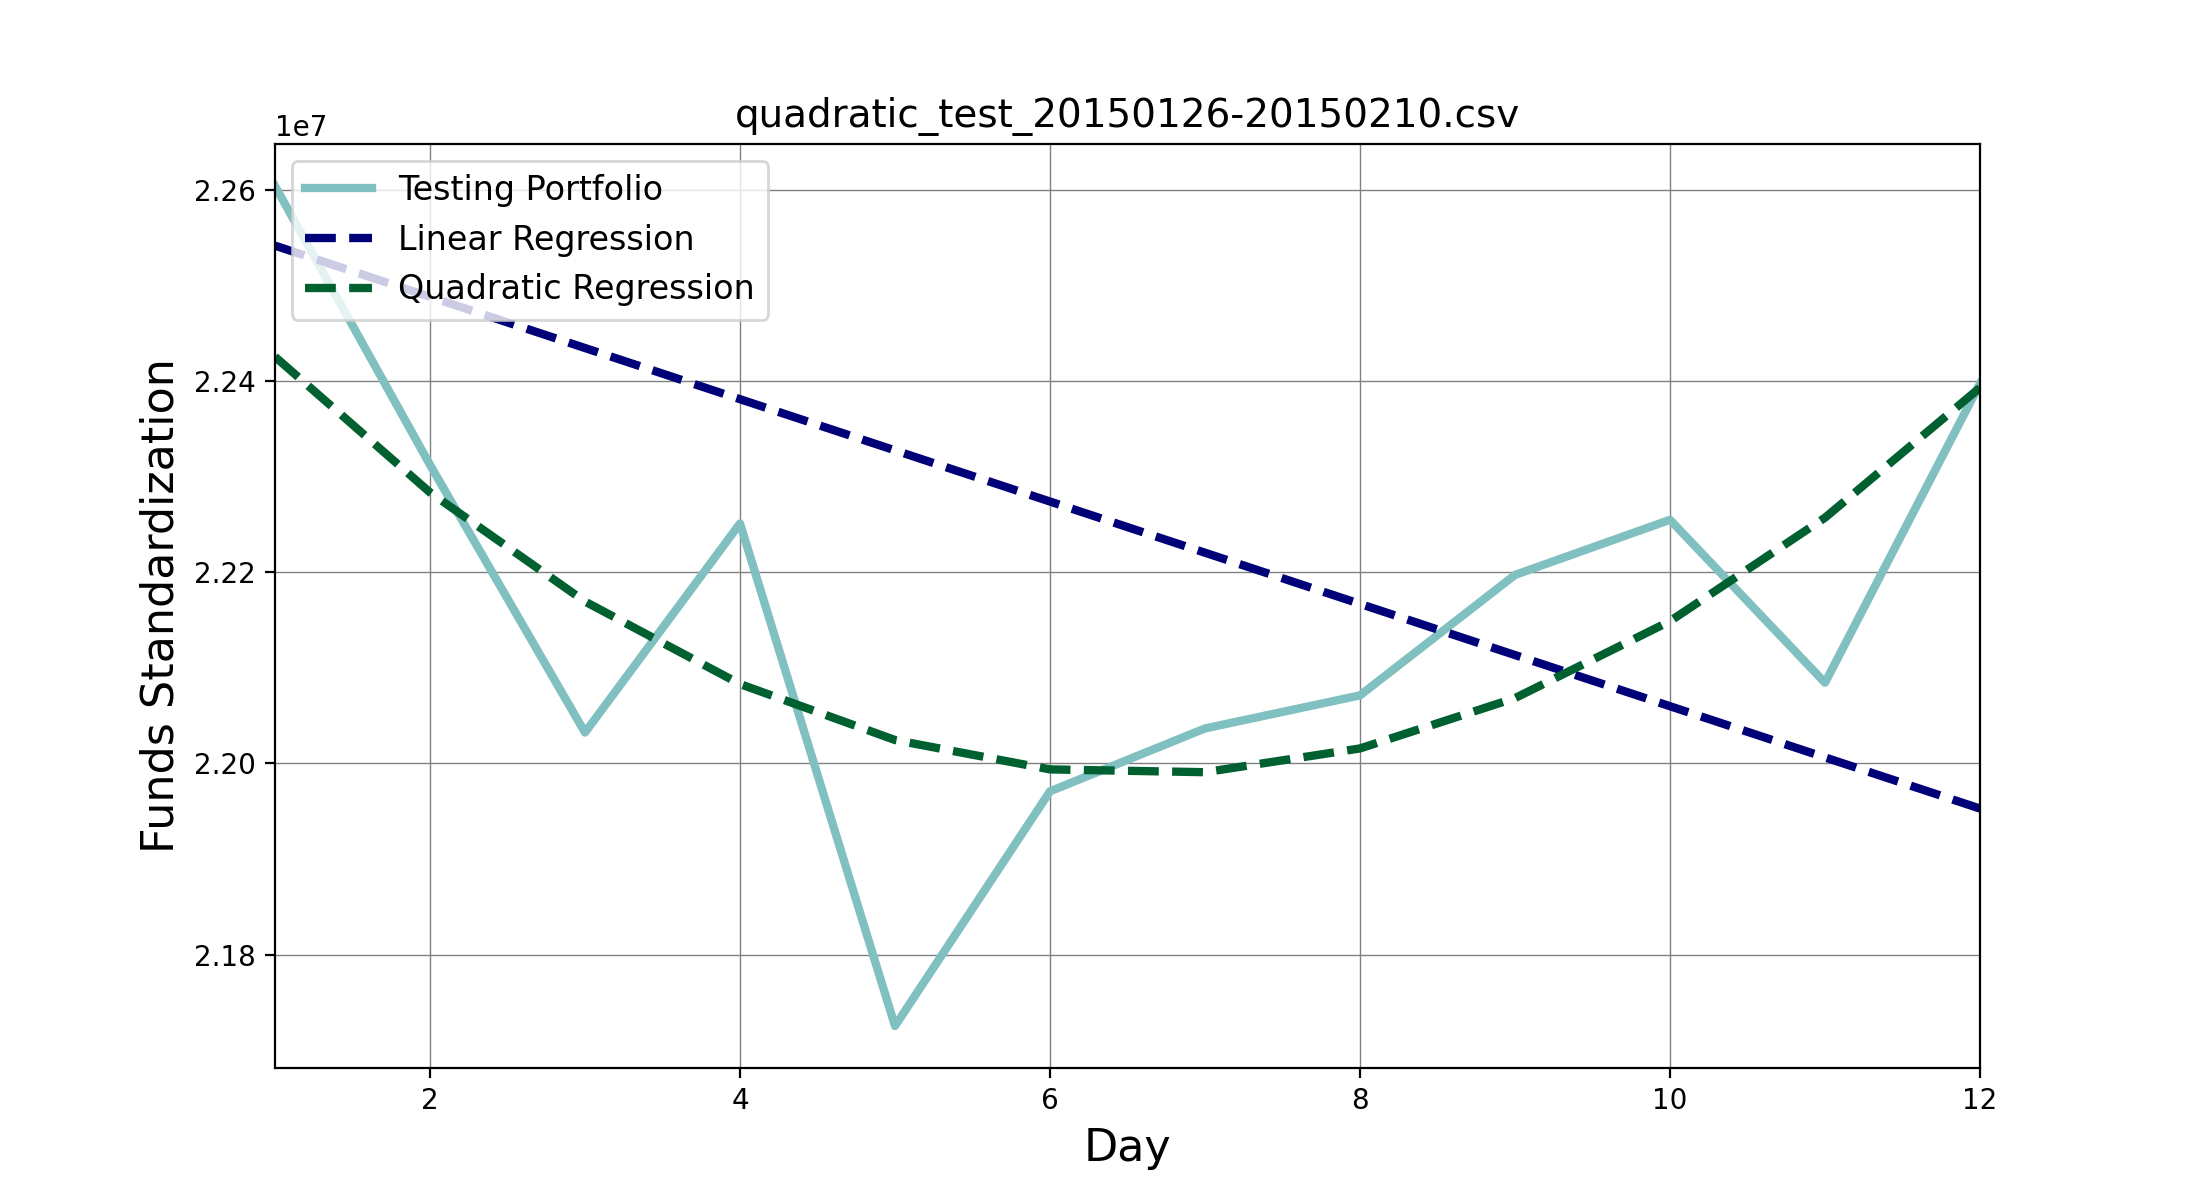 quadratic_test_20150126-20150210.csv
1e7
Testing Portfolio
Linear Regression
Quadratic Regression
Funds Standardization
2.26
2.24
2.22
2.20
2.18
2 4 6 8 10 12
Day